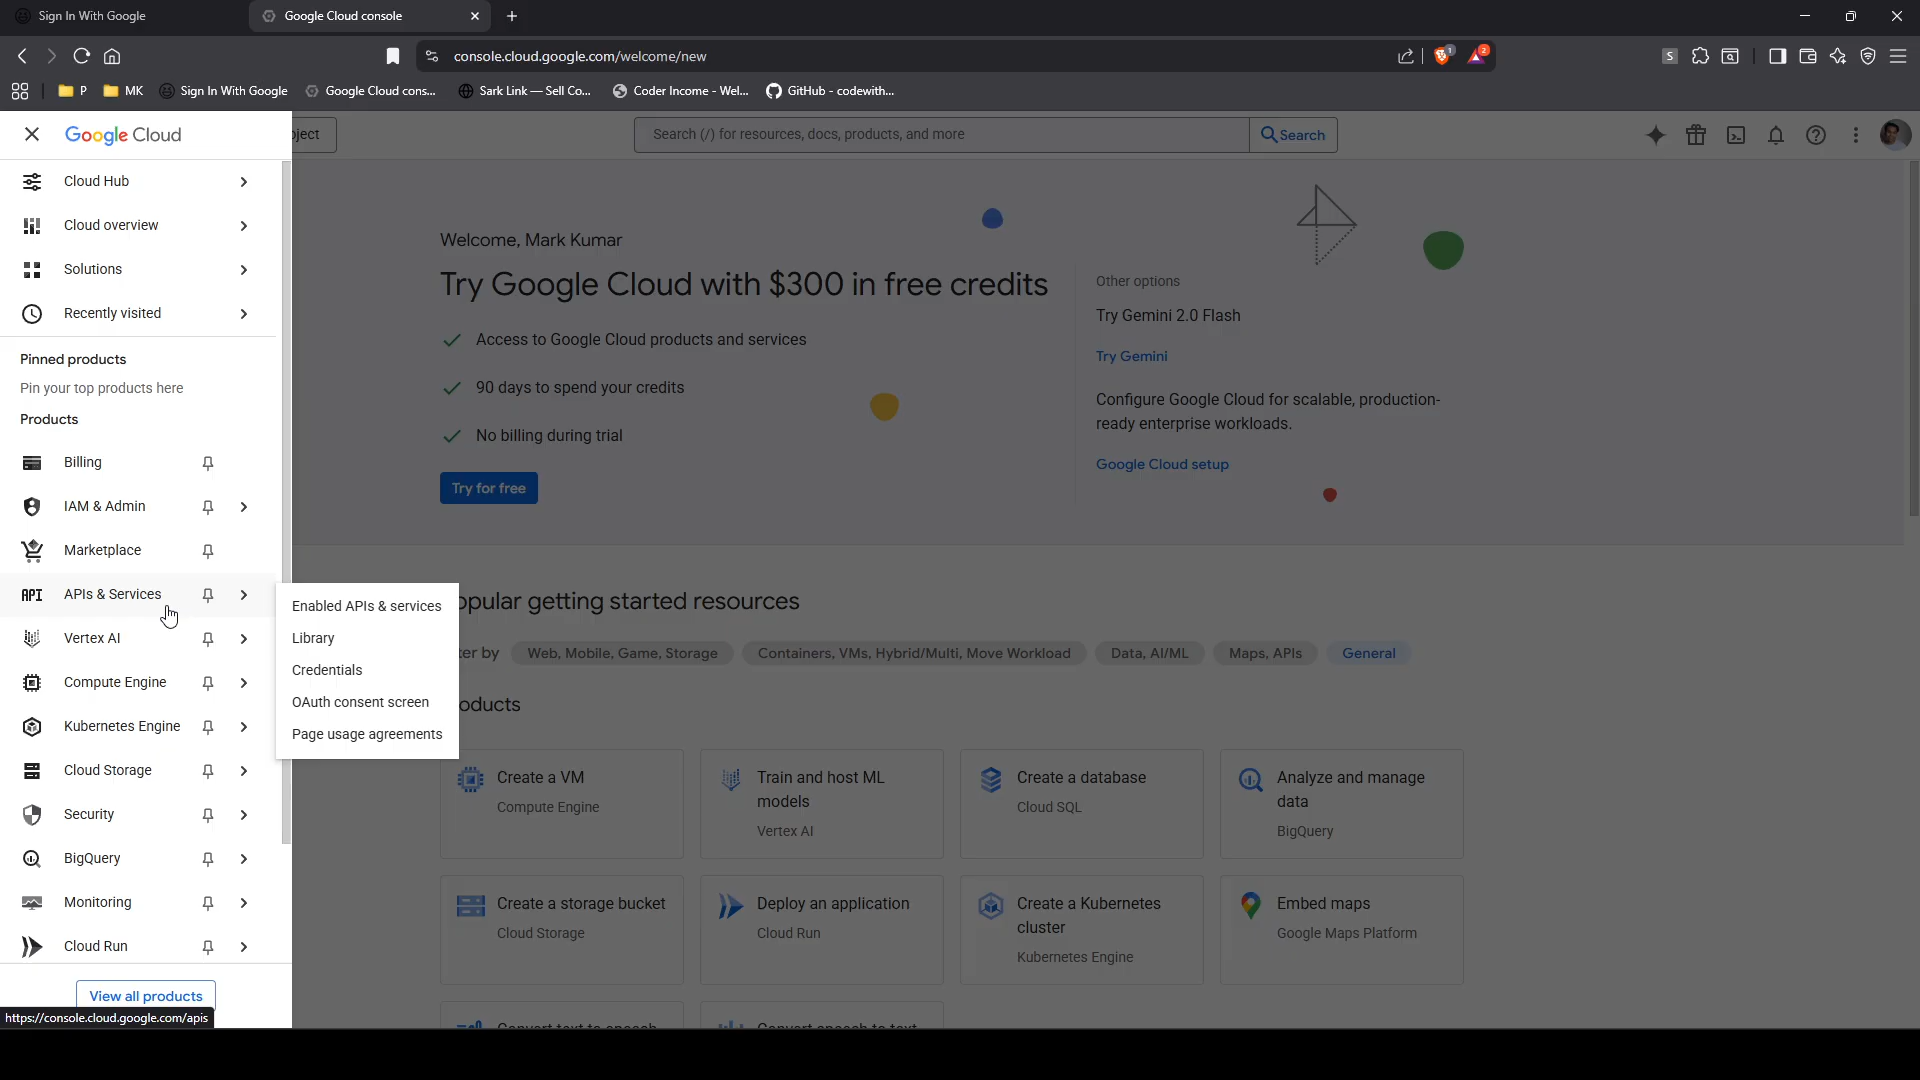 Sign In With Google
Google Cloud console
console.cloud.google.com/welcome/new
S
1
2
P
MK
Sign In With Google
Google Cloud cons...
Sark Link — Sell Co...
Coder Income - Wel...
GitHub - codewith...
Google Cloud
oject
Search (/) for resources, docs, products, and more
Search
Cloud Hub
Cloud overview
Solutions
Recently visited
Pinned products
Pin your top products here
Products
Billing
IAM & Admin
Marketplace
API
APIs & Services
Vertex AI
Compute Engine
Kubernetes Engine
Cloud Storage
Security
BigQuery
Monitoring
Cloud Run
View all products
https://console.cloud.google.com/apis
Enabled APIs & services
Library
Credentials
OAuth consent screen
Page usage agreements
Welcome, Mark Kumar
Try Google Cloud with $300 in free credits
Access to Google Cloud products and services
90 days to spend your credits
No billing during trial
Try for free
Other options
Try Gemini 2.0 Flash
Try Gemini
Configure Google Cloud for scalable, production-
ready enterprise workloads.
Google Cloud setup
opular getting started resources
ter by
Web, Mobile, Game, Storage
Containers, VMs, Hybrid/Multi, Move Workload
Data, AI/ML
Maps, APIs
General
oducts
Create a VM
Compute Engine
Train and host ML
models
Vertex AI
Create a database
Cloud SQL
Analyze and manage
data
BigQuery
Create a storage bucket
Cloud Storage
Deploy an application
Cloud Run
Create a Kubernetes
cluster
Kubernetes Engine
Embed maps
Google Maps Platform
Convert text to speech
Convert speech to text